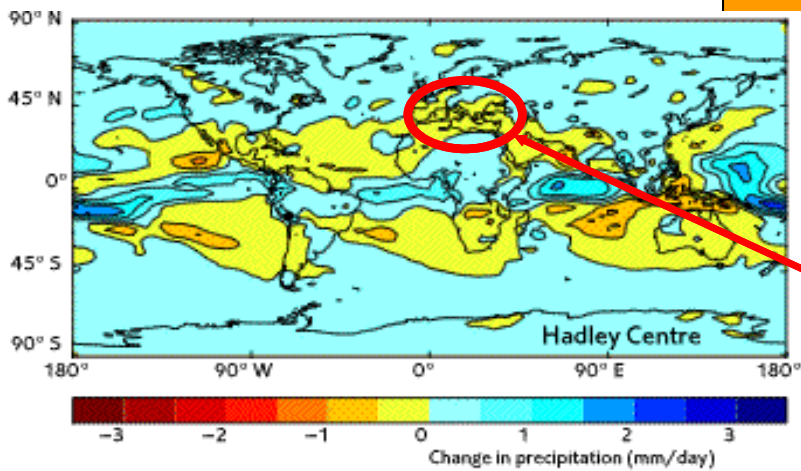 90° N
45° N
0°
45° S
90° S
Hadley Centre
180° 90° W 0° 90° E 180°
−3 −2 −1 0 1 2 3
Change in precipitation (mm/day)